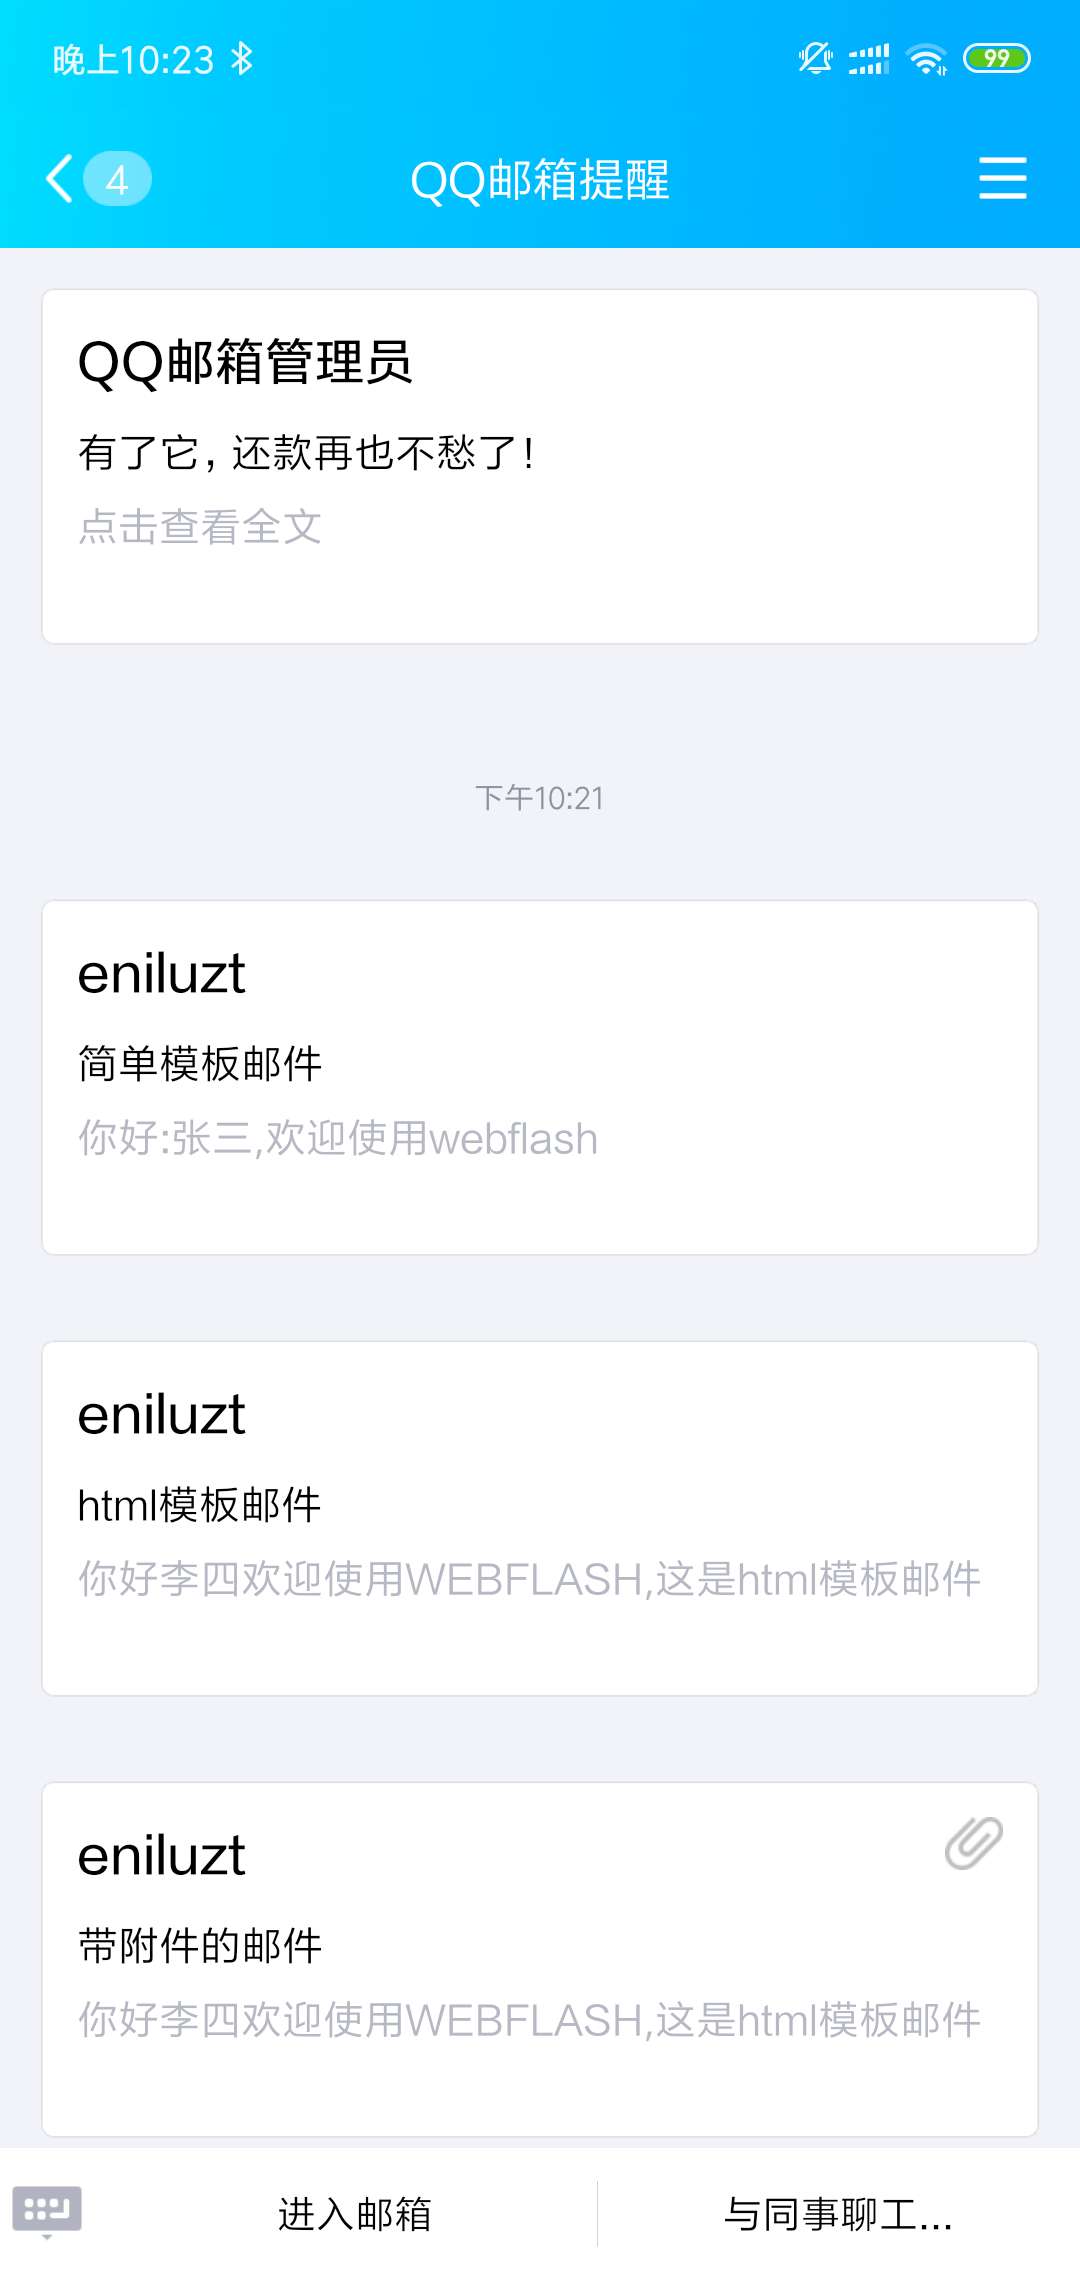 晚上10:23
99
4
QQ邮箱提醒
QQ邮箱管理员
有了它，还款再也不愁了！
点击查看全文
下午10:21
eniluzt
简单模板邮件
你好:张三,欢迎使用webflash
eniluzt
html模板邮件
你好李四欢迎使用WEBFLASH,这是html模板邮件
eniluzt
带附件的邮件
你好李四欢迎使用WEBFLASH,这是html模板邮件
进入邮箱
与同事聊工...